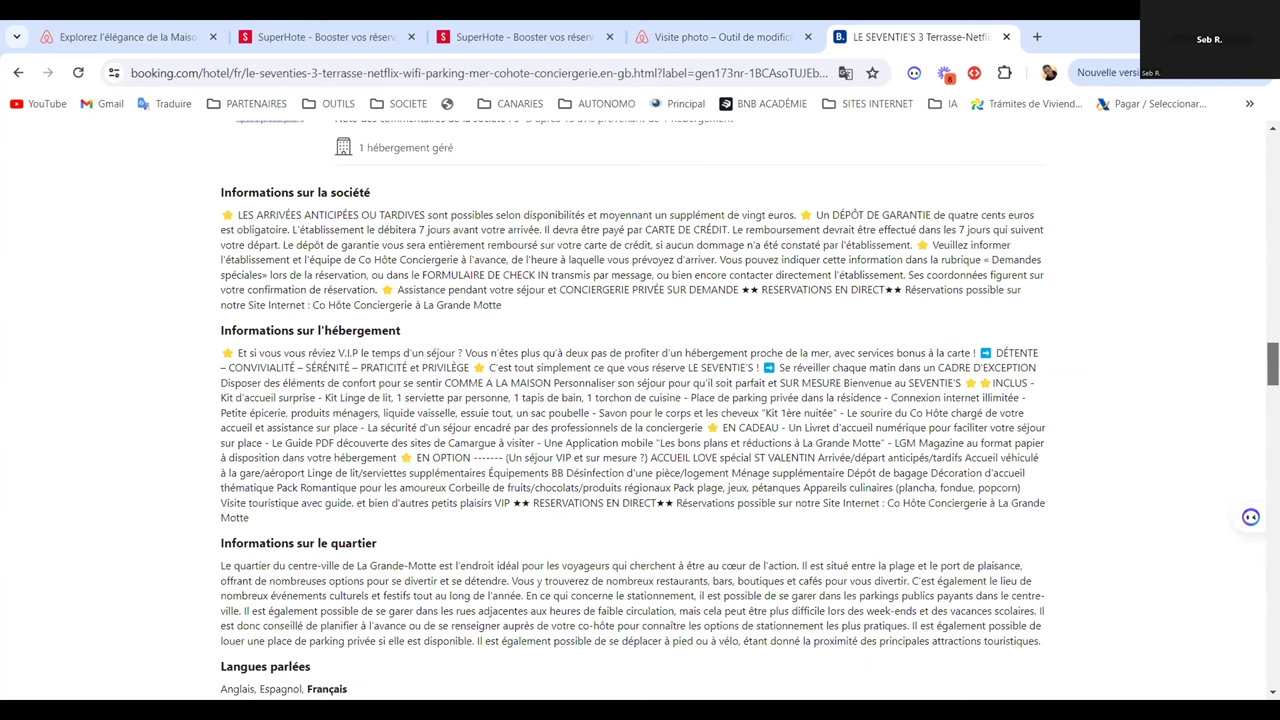 Seb R.
Explorez l'élégance de la Maiso
SuperHote - Booster vos réserv
SuperHote - Booster vos réserv
Visite photo – Outil de modific
LE SEVENTIE'S 3 Terrasse-Netfli
booking.com/hotel/fr/le-seventies-3-terrasse-netflix-wifi-parking-mer-cohote-conciergerie.en-gb.html?label=gen173nr-1BCAsoTUJEb...
8
Nouvelle versi
Seb R.
YouTube
Gmail
Traduire
PARTENAIRES
OUTILS
SOCIETE
CANARIES
AUTONOMO
Principal
BNB ACADÉMIE
SITES INTERNET
IA
Trámites de Viviend...
Pagar / Seleccionar...
1 hébergement géré
Informations sur la société
⭐ LES ARRIVÉES ANTICIPÉES OU TARDIVES sont possibles selon disponibilités et moyennant un supplément de vingt euros. ⭐ Un DÉPÔT DE GARANTIE de quatre cents euros
est obligatoire. L'établissement le débitera 7 jours avant votre arrivée. Il devra être payé par CARTE DE CRÉDIT. Le remboursement devrait être effectué dans les 7 jours qui suivent
votre départ. Le dépôt de garantie vous sera entièrement remboursé sur votre carte de crédit, si aucun dommage n'a été constaté par l'établissement. ⭐ Veuillez informer
l'établissement et l'équipe de Co Hôte Conciergerie à l'avance, de l'heure à laquelle vous prévoyez d'arriver. Vous pouvez indiquer cette information dans la rubrique « Demandes
spéciales» lors de la réservation, ou dans le FORMULAIRE DE CHECK IN transmis par message, ou bien encore contacter directement l'établissement. Ses coordonnées figurent sur
votre confirmation de réservation. ⭐ Assistance pendant votre séjour et CONCIERGERIE PRIVÉE SUR DEMANDE ★★ RESERVATIONS EN DIRECT★★ Réservations possible sur
notre Site Internet : Co Hôte Conciergerie à La Grande Motte
Informations sur l'hébergement
⭐ Et si vous vous rêviez V.I.P le temps d'un séjour ? Vous n'êtes plus qu'à deux pas de profiter d'un hébergement proche de la mer, avec services bonus à la carte ! ➡️ DÉTENTE
– CONVIVIALITÉ – SÉRÉNITÉ – PRATICITÉ et PRIVILÈGE ⭐ C'est tout simplement ce que vous réserve LE SEVENTIE'S ! ➡️ Se réveiller chaque matin dans un CADRE D'EXCEPTION
Disposer des éléments de confort pour se sentir COMME A LA MAISON Personnaliser son séjour pour qu'il soit parfait et SUR MESURE Bienvenue au SEVENTIE'S ⭐ ⭐INCLUS -
Kit d'accueil surprise - Kit Linge de lit, 1 serviette par personne, 1 tapis de bain, 1 torchon de cuisine - Place de parking privée dans la résidence - Connexion internet illimitée -
Petite épicerie, produits ménagers, liquide vaisselle, essuie tout, un sac poubelle - Savon pour le corps et les cheveux "Kit 1ère nuitée" - Le sourire du Co Hôte chargé de votre
accueil et assistance sur place - La sécurité d'un séjour encadré par des professionnels de la conciergerie ⭐ EN CADEAU - Un Livret d'accueil numérique pour faciliter votre séjour
sur place - Le Guide PDF découverte des sites de Camargue à visiter - Une Application mobile "Les bons plans et réductions à La Grande Motte" - LGM Magazine au format papier
à disposition dans votre hébergement ⭐ EN OPTION ------- (Un séjour VIP et sur mesure ?) ACCUEIL LOVE spécial ST VALENTIN Arrivée/départ anticipés/tardifs Accueil véhiculé
à la gare/aéroport Linge de lit/serviettes supplémentaires Équipements BB Désinfection d'une pièce/logement Ménage supplémentaire Dépôt de bagage Décoration d'accueil
thématique Pack Romantique pour les amoureux Corbeille de fruits/chocolats/produits régionaux Pack plage, jeux, pétanques Appareils culinaires (plancha, fondue, popcorn)
Visite touristique avec guide. et bien d'autres petits plaisirs VIP ★★ RESERVATIONS EN DIRECT★★ Réservations possible sur notre Site Internet : Co Hôte Conciergerie à La Grande
Motte
Informations sur le quartier
Le quartier du centre-ville de La Grande-Motte est l'endroit idéal pour les voyageurs qui cherchent à être au cœur de l'action. Il est situé entre la plage et le port de plaisance,
offrant de nombreuses options pour se divertir et se détendre. Vous y trouverez de nombreux restaurants, bars, boutiques et cafés pour vous divertir. C'est également le lieu de
nombreux événements culturels et festifs tout au long de l'année. En ce qui concerne le stationnement, il est possible de se garer dans les parkings publics payants dans le centre-
ville. Il est également possible de se garer dans les rues adjacentes aux heures de faible circulation, mais cela peut être plus difficile lors des week-ends et des vacances scolaires. Il
est donc conseillé de planifier à l'avance ou de se renseigner auprès de votre co-hôte pour connaître les options de stationnement les plus pratiques. Il est également possible de
louer une place de parking privée si elle est disponible. Il est également possible de se déplacer à pied ou à vélo, étant donné la proximité des principales attractions touristiques.
Langues parlées
Anglais, Espagnol, Français